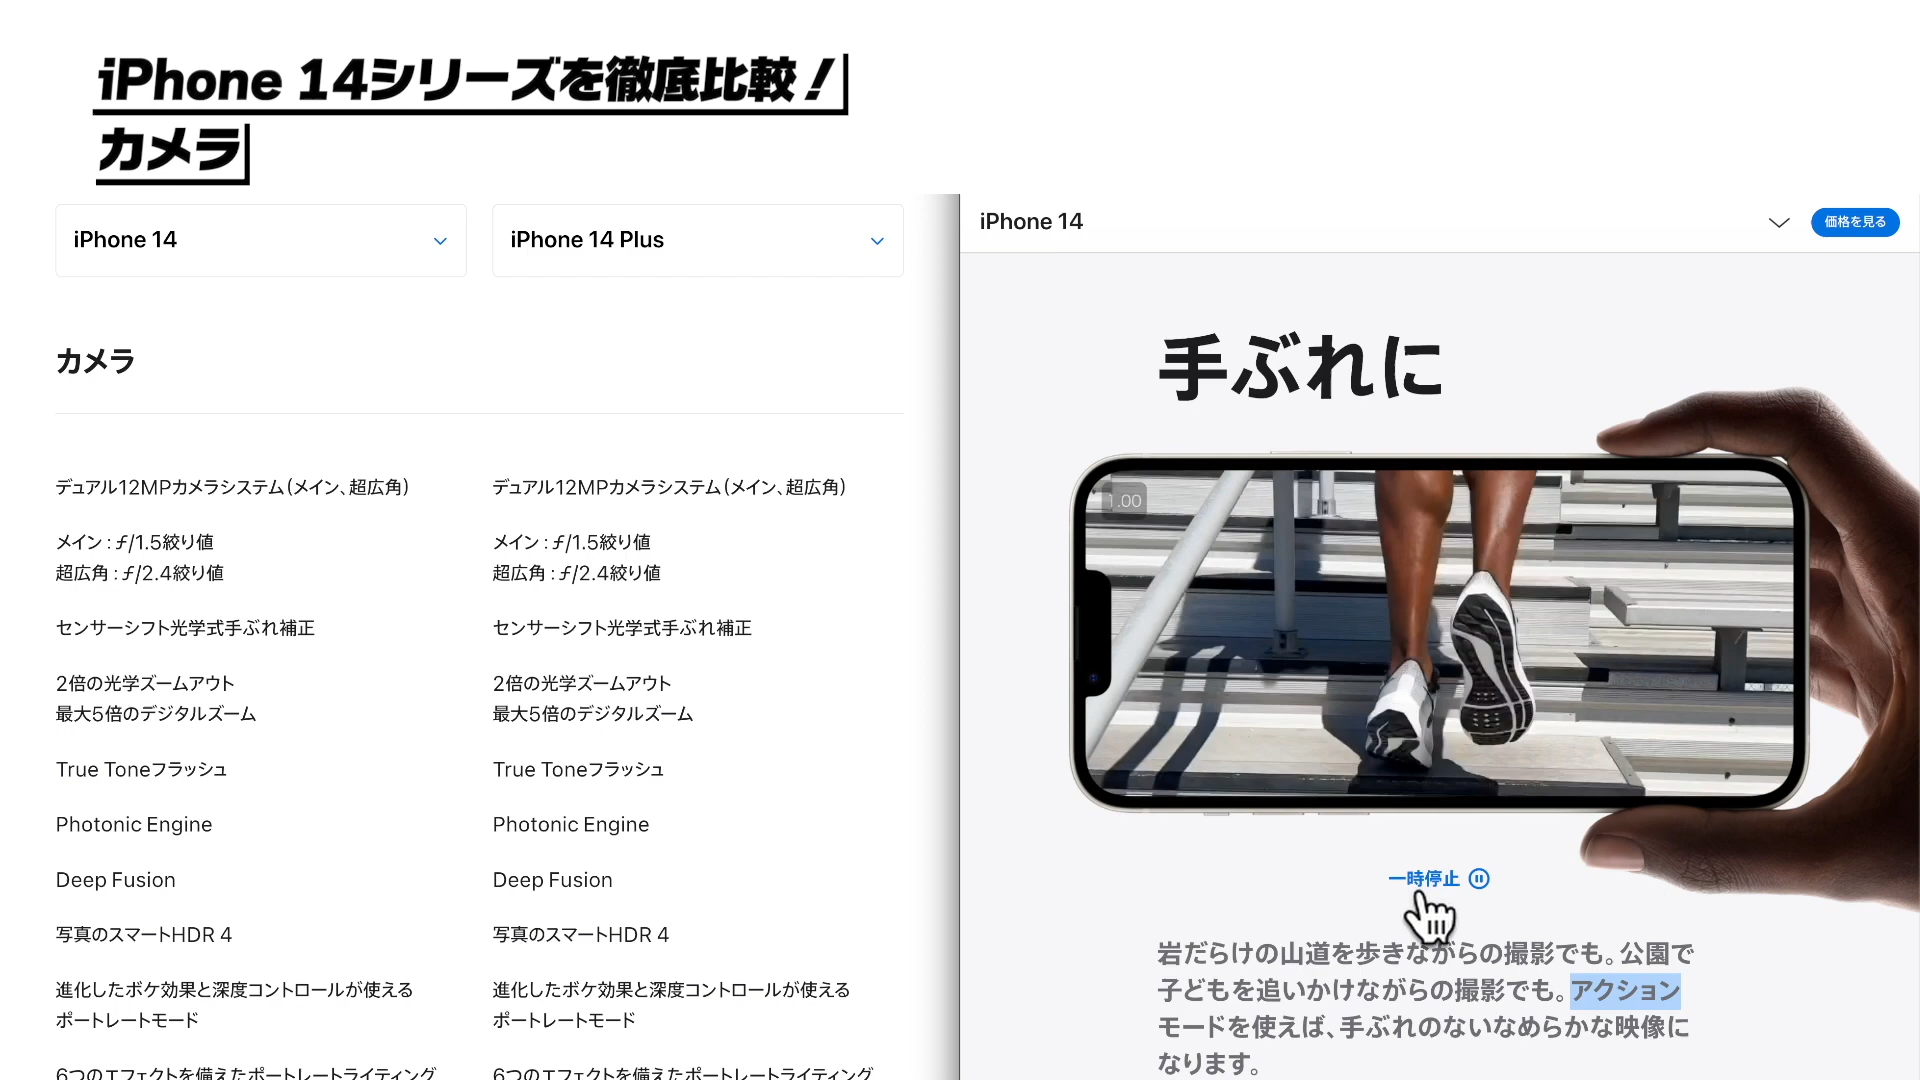 iPhone 14シリーズを徹底比較！
カメラ
iPhone 14
iPhone 14 Plus
カメラ
デュアル12MPカメラシステム（メイン、超広角）
メイン：ƒ/1.5絞り値
超広角：ƒ/2.4絞り値
センサーシフト光学式手ぶれ補正
2倍の光学ズームアウト
最大5倍のデジタルズーム
True Toneフラッシュ
Photonic Engine
Deep Fusion
写真のスマートHDR 4
進化したボケ効果と深度コントロールが使える
ポートレートモード
6つのエフェクトを備えたポートレートライティング
デュアル12MPカメラシステム（メイン、超広角）
メイン：ƒ/1.5絞り値
超広角：ƒ/2.4絞り値
センサーシフト光学式手ぶれ補正
2倍の光学ズームアウト
最大5倍のデジタルズーム
True Toneフラッシュ
Photonic Engine
Deep Fusion
写真のスマートHDR 4
進化したボケ効果と深度コントロールが使える
ポートレートモード
6つのエフェクトを備えたポートレートライティング
iPhone 14
価格を見る
手ぶれに
1.00
一時停止
岩だらけの山道を歩きながらの撮影でも。公園で
子どもを追いかけながらの撮影でも。アクション
モードを使えば、手ぶれのないなめらかな映像に
なります。